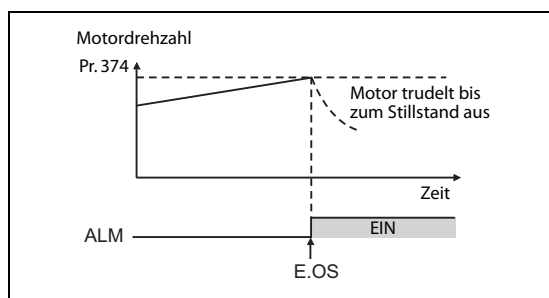 Motordrehzahl
Pr. 374
Motor trudelt bis
zum Stillstand aus
Zeit
ALM
EIN
E.OS